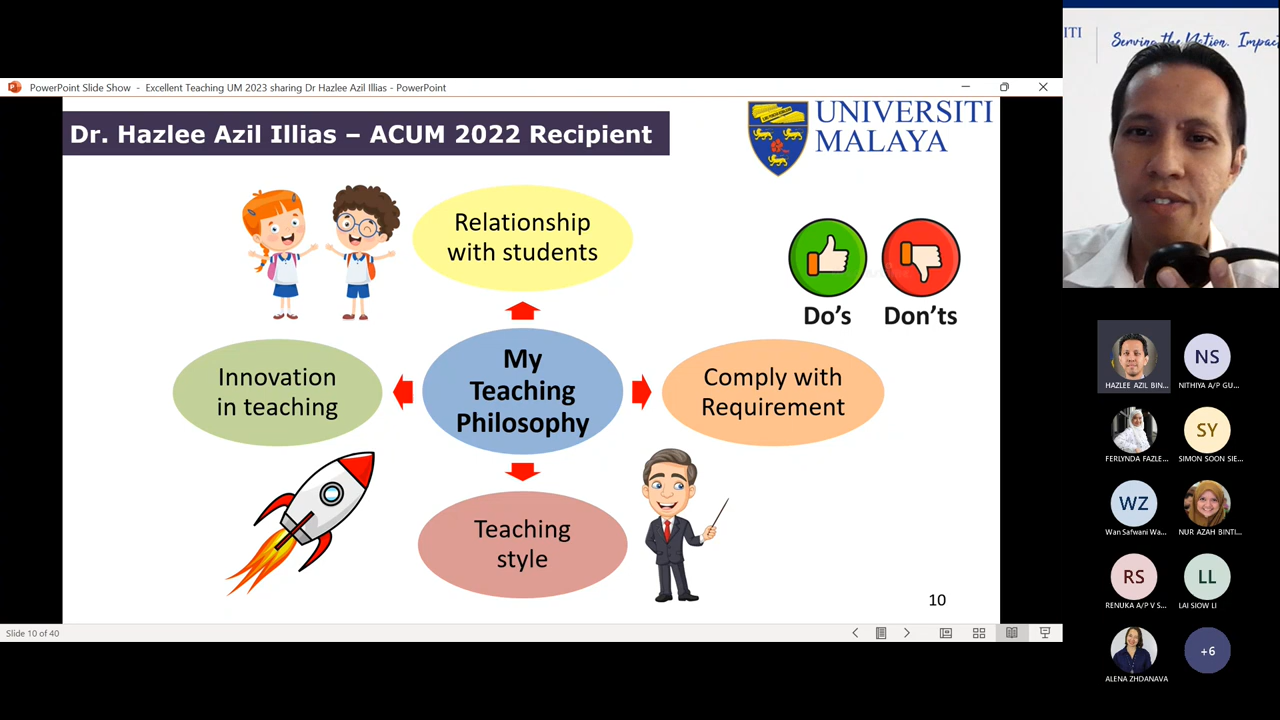 PowerPoint Slide Show - Excellent Teaching UM 2023 sharing Dr Hazlee Azil Illias - PowerPoint
Dr. Hazlee Azil Illias – ACUM 2022 Recipient
UNIVERSITI
MALAYA
Relationship
with students
Do's
Don'ts
Innovation
in teaching
My
Teaching
Philosophy
Comply with
Requirement
Teaching
style
10
Slide 10 of 40
ITI
Serving the Nation. Impac
HAZLEE AZIL BIN...
NS
NITHIYA A/P GU...
FERLYNDA FAZLE...
SY
SIMON SOON SIE...
WZ
Wan Safwani Wa...
NUR AZAH BINTI...
RS
RENUKA A/P V S...
LL
LAI SIOW LI
ALENA ZHDANAVA
+6